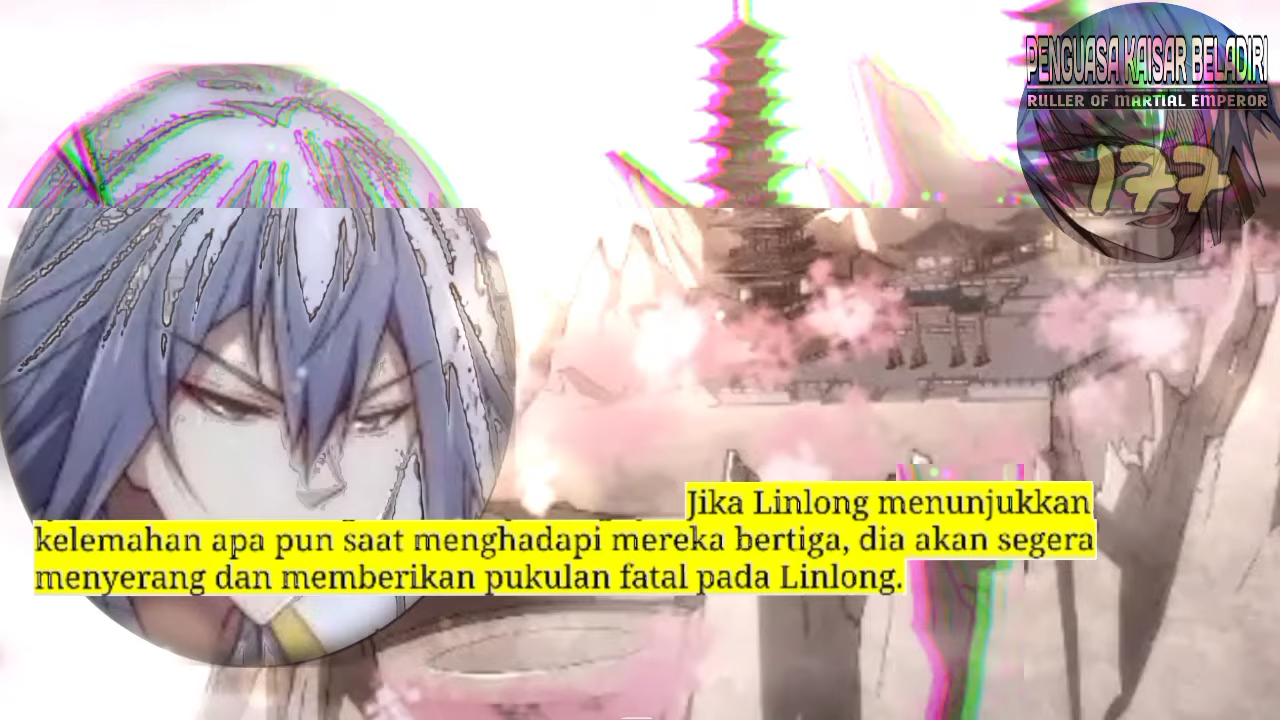 PENGUASA KAISAR BELADIRI
RULLER OF MARTIAL EMPEROR
177
Jika Linlong menunjukkan
kelemahan apa pun saat menghadapi mereka bertiga, dia akan segera
menyerang dan memberikan pukulan fatal pada Linlong.